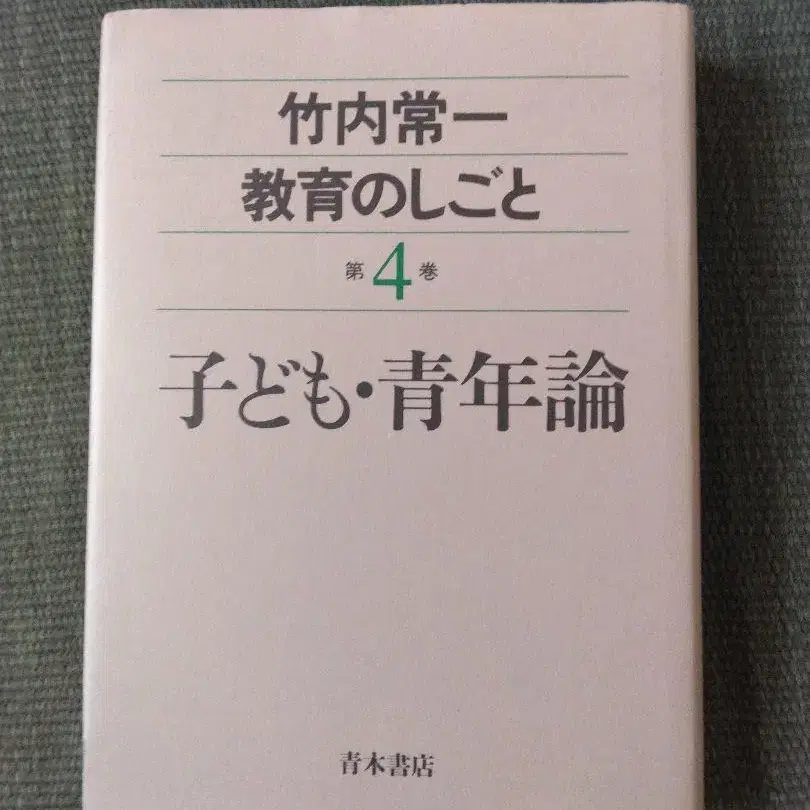 竹内常一
教育のしごと
第4巻
子ども・青年論
青木書店